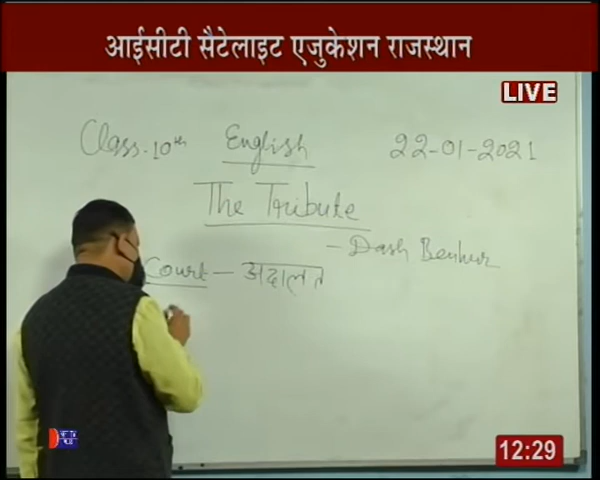 आईसीटी सैटेलाइट एजुकेशन राजस्थान
LIVE
Class-10th English 22-01-2021
The Tribute
- Dash Benhur
Court - अदालत
12:29